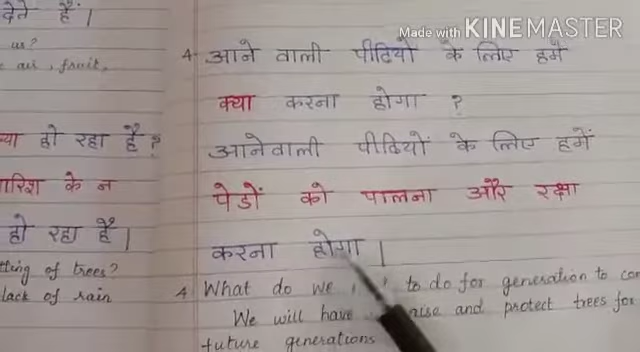 देते हैं।
Made with KINEMASTER
us?
air, fruit,
4 आने वाली पीढियो के लिए हमें
क्या करना होगा ?
हो रहा है?
आनेवाली पीढियों के लिए हमें
बारिश के न
पेडों को पालना और रक्षा
हो रहा है।
करना होगा।
of trees?
4. What do we to do for generation to
lack of rain
We will have and protect trees for
future generations